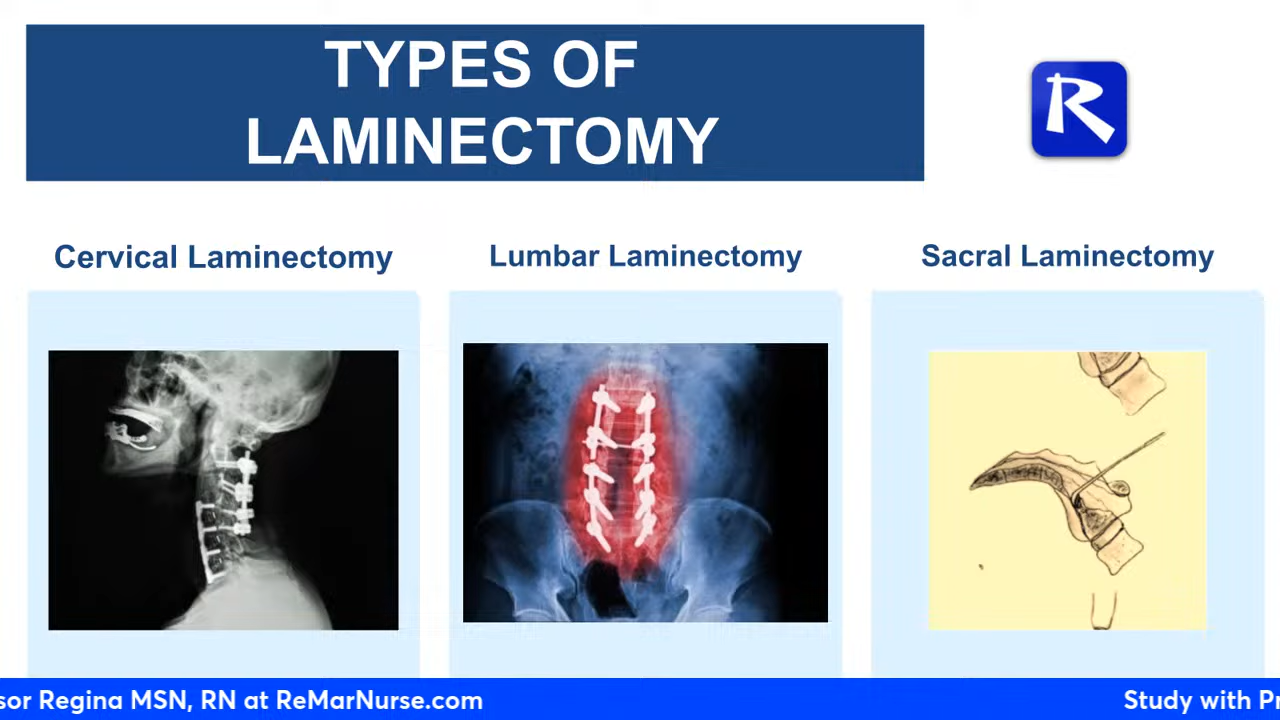 TYPES OF
LAMINECTOMY
R
Cervical Laminectomy
Lumbar Laminectomy
Sacral Laminectomy
sor Regina MSN, RN at ReMarNurse.com
Study with Pr